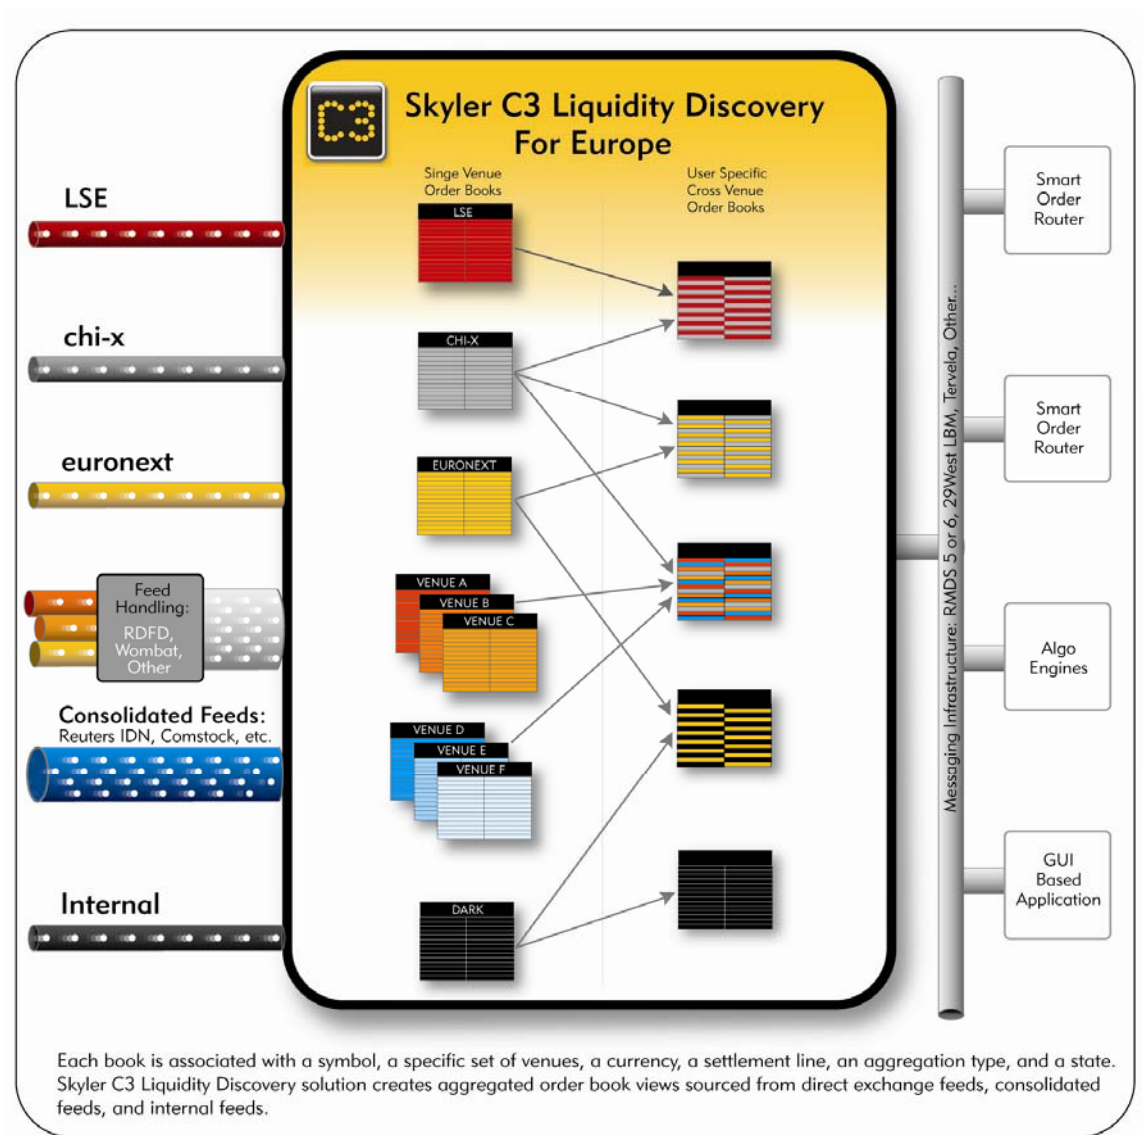 C3
Skyler C3 Liquidity Discovery
For Europe
Singe Venue
Order Books
User Specific
Cross Venue
Order Books
LSE
chi-x
euronext
Feed
Handling:
RDFD,
Wombat,
Other
Consolidated Feeds:
Reuters IDN, Comstock, etc.
Internal
LSE
CHI-X
EURONEXT
VENUE A
VENUE B
VENUE C
VENUE D
VENUE E
VENUE F
DARK
Messaging Infrastructure: RMDS 5 or 6, 29West LBM, Tervela, Other...
Smart
Order
Router
Smart
Order
Router
Algo
Engines
GUI
Based
Application
Each book is associated with a symbol, a specific set of venues, a currency, a settlement line, an aggregation type, and a state.
Skyler C3 Liquidity Discovery solution creates aggregated order book views sourced from direct exchange feeds, consolidated
feeds, and internal feeds.